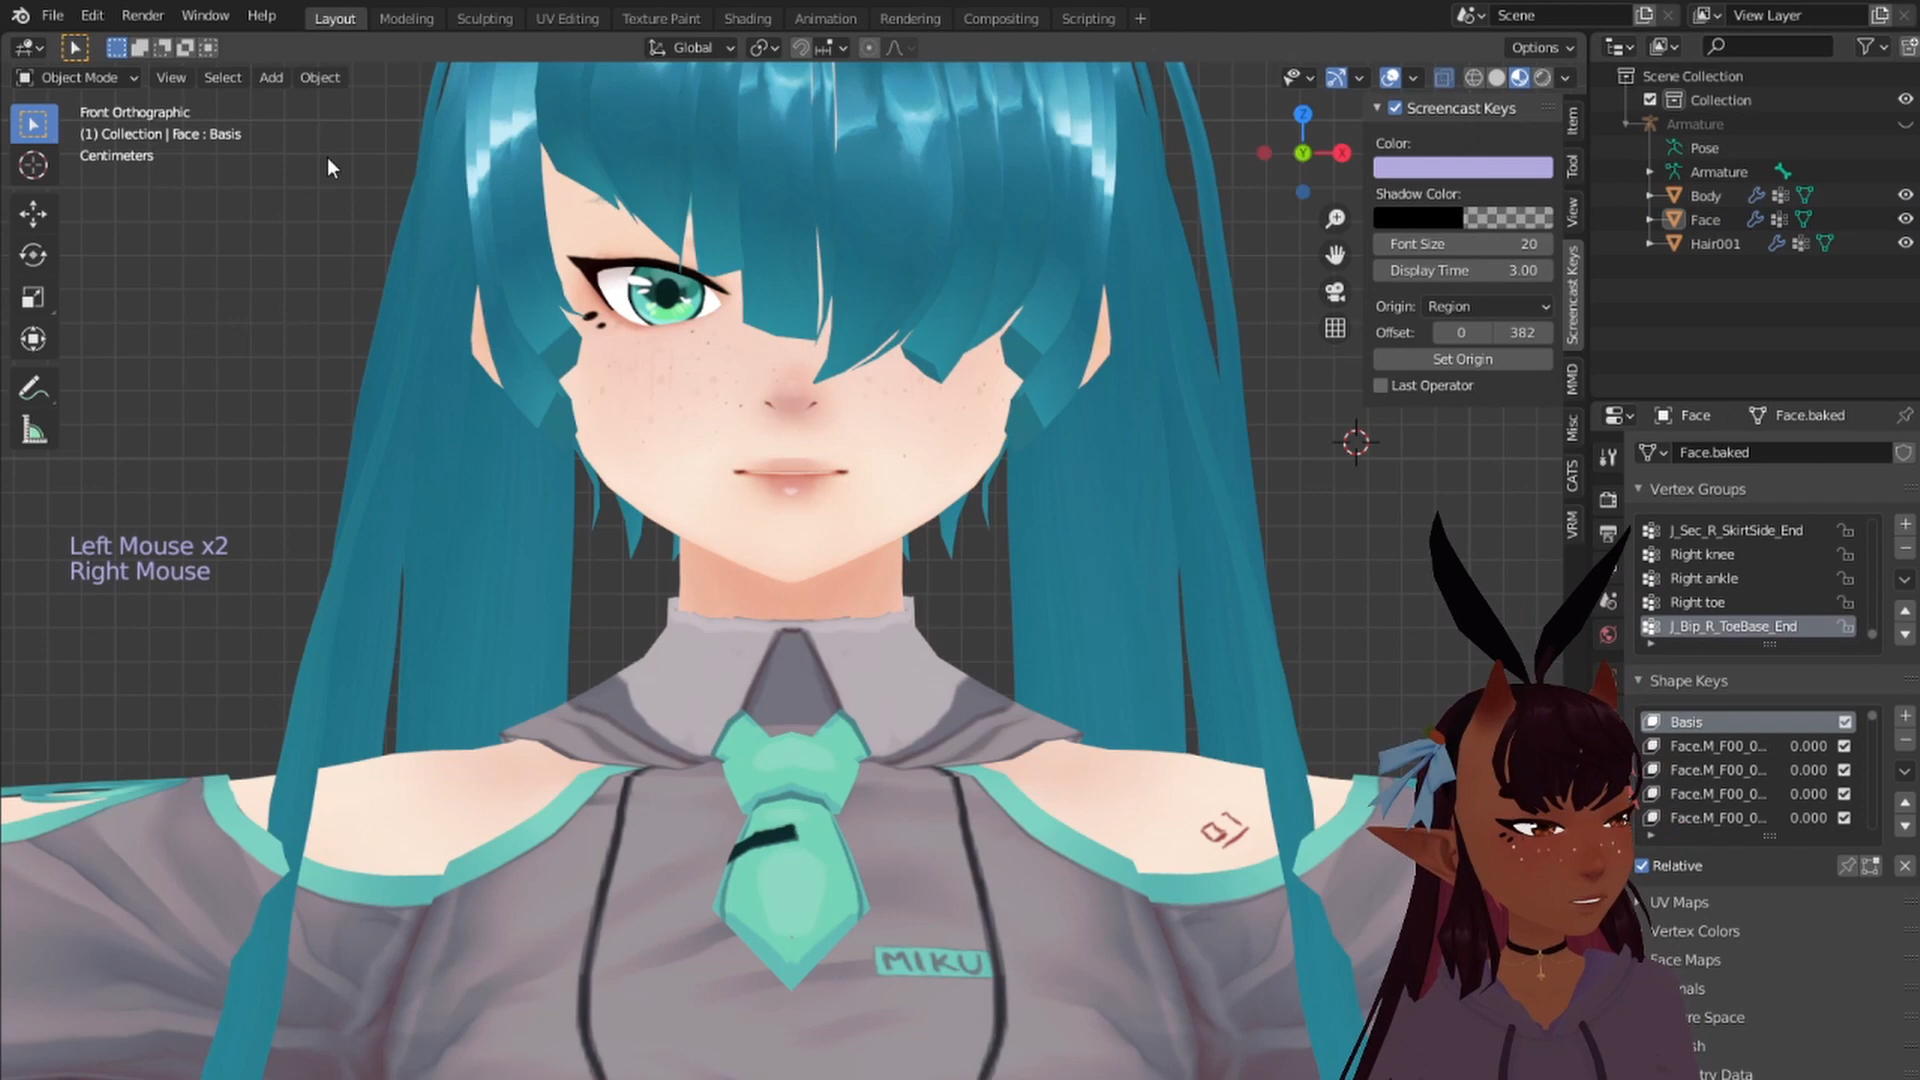 File Edit Render Window Help
Layout Modeling Sculpting UV Editing Texture Paint Shading Animation Rendering Compositing Scripting +
Scene
View Layer
Global
Options
Object Mode View Select Add Object
Front Orthographic
(1) Collection | Face : Basis
Centimeters
Z
Y
X
Screencast Keys
Color:
Shadow Color:
Font Size 20
Display Time 3.00
Origin: Region
Offset: 0 382
Set Origin
Last Operator
Item
Tool
View
Screencast Keys
MMD
Misc
CATS
VRM
Scene Collection
Collection
Armature
Pose
Armature
Body
Face
Hair001
Face Face.baked
Face.baked
Vertex Groups
J_Sec_R_SkirtSide_End
Right knee
Right ankle
Right toe
J_Bip_R_ToeBase_End
Shape Keys
Basis
Face.M_F00_0... 0.000
Face.M_F00_0... 0.000
Face.M_F00_0... 0.000
Face.M_F00_0... 0.000
Relative
UV Maps
Vertex Colors
Face Maps
Left Mouse x2
Right Mouse
01
MIKU